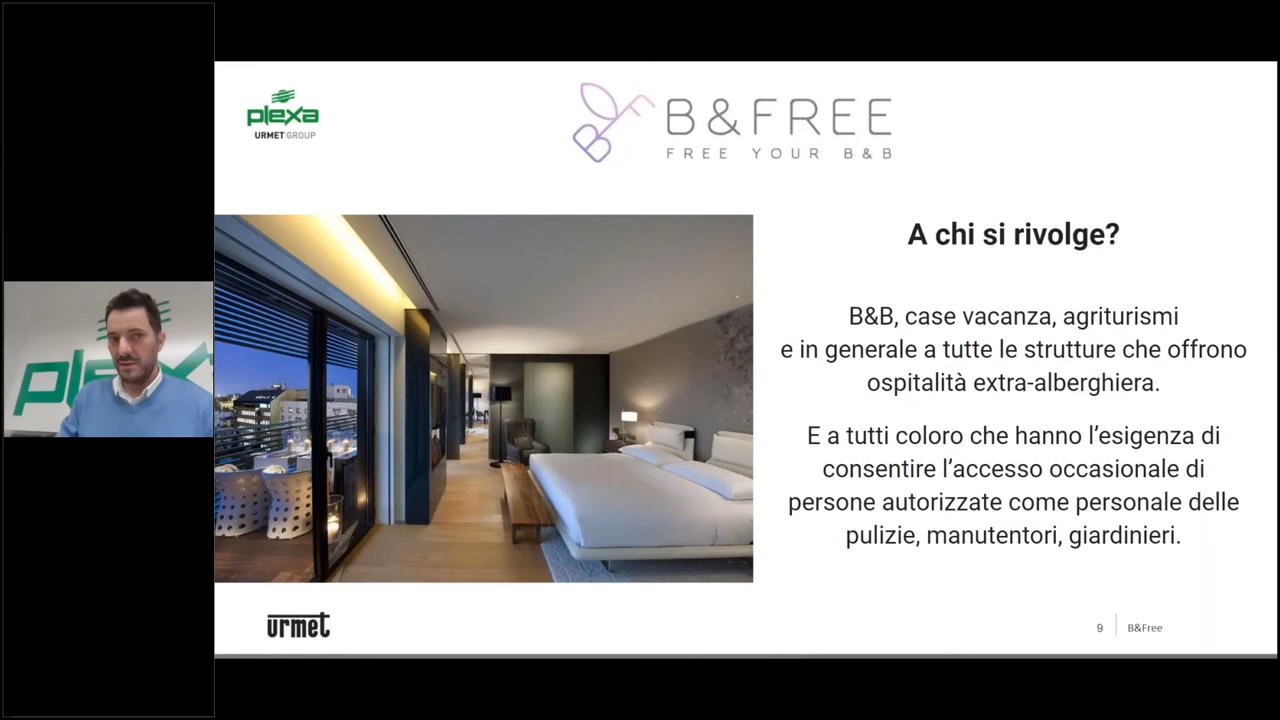 plexa
URMET GROUP
B&FREE
FREE YOUR B&B
A chi si rivolge?
B&B, case vacanza, agriturismi
e in generale a tutte le strutture che offrono
ospitalità extra-alberghiera.
E a tutti coloro che hanno l’esigenza di
consentire l’accesso occasionale di
persone autorizzate come personale delle
pulizie, manutentori, giardinieri.
urmet
9
B&Free